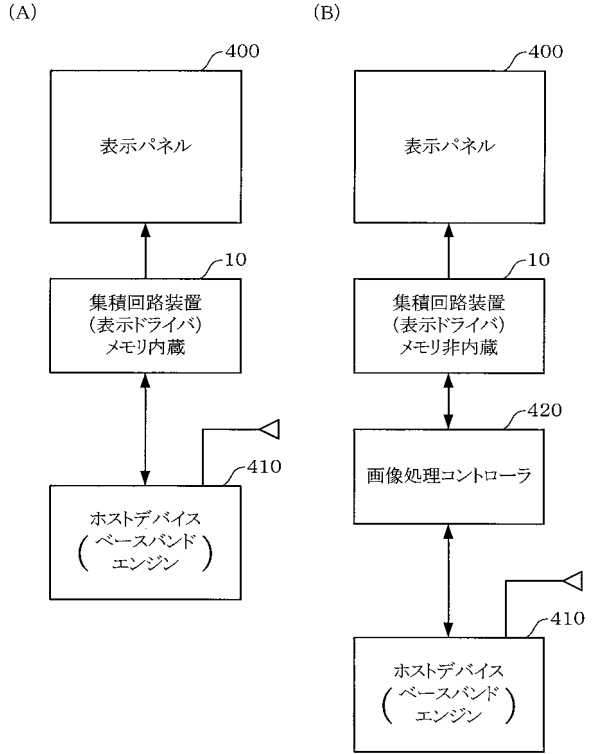 (A)
400
表示パネル
10
集積回路装置
(表示ドライバ)
メモリ内蔵
410
ホストデバイス
(ベースバンド
エンジン)
(B)
400
表示パネル
10
集積回路装置
(表示ドライバ)
メモリ非内蔵
420
画像処理コントローラ
410
ホストデバイス
(ベースバンド
エンジン)